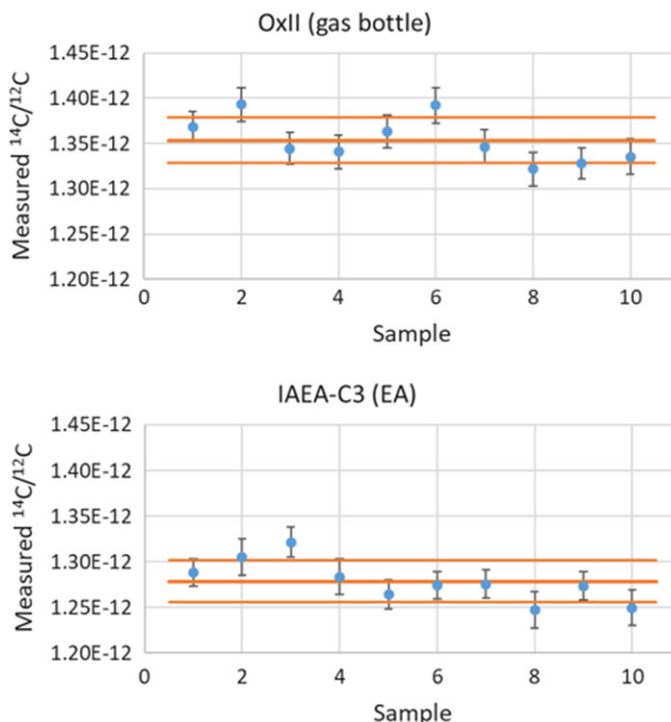 OxII (gas bottle)
Measured ¹⁴C/¹²C
1.45E-12
1.40E-12
1.35E-12
1.30E-12
1.25E-12
1.20E-12
0 2 4 6 8 10
Sample
IAEA-C3 (EA)
Measured ¹⁴C/¹²C
1.45E-12
1.40E-12
1.35E-12
1.30E-12
1.25E-12
1.20E-12
0 2 4 6 8 10
Sample